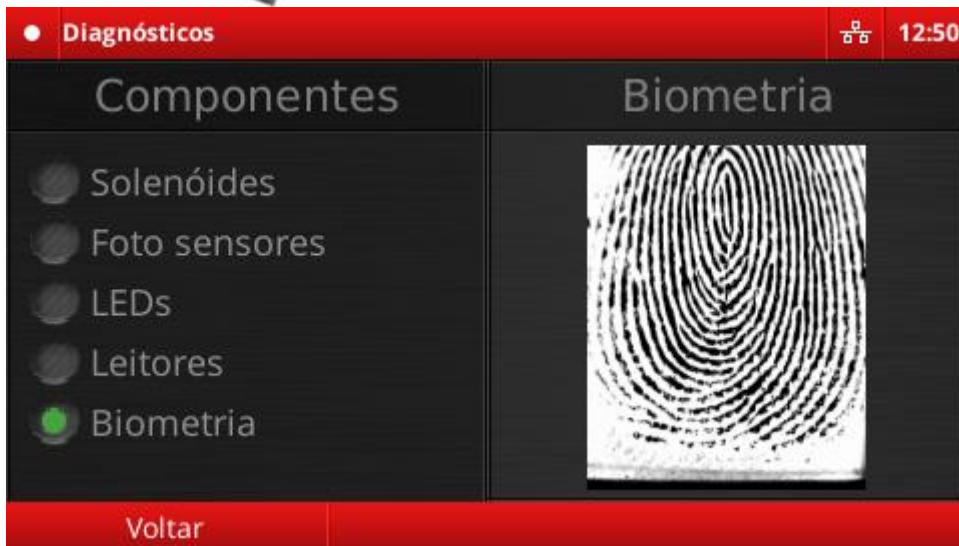 Diagnósticos
12:50
Componentes
Biometria
Solenóides
Foto sensores
LEDs
Leitores
Biometria
Voltar